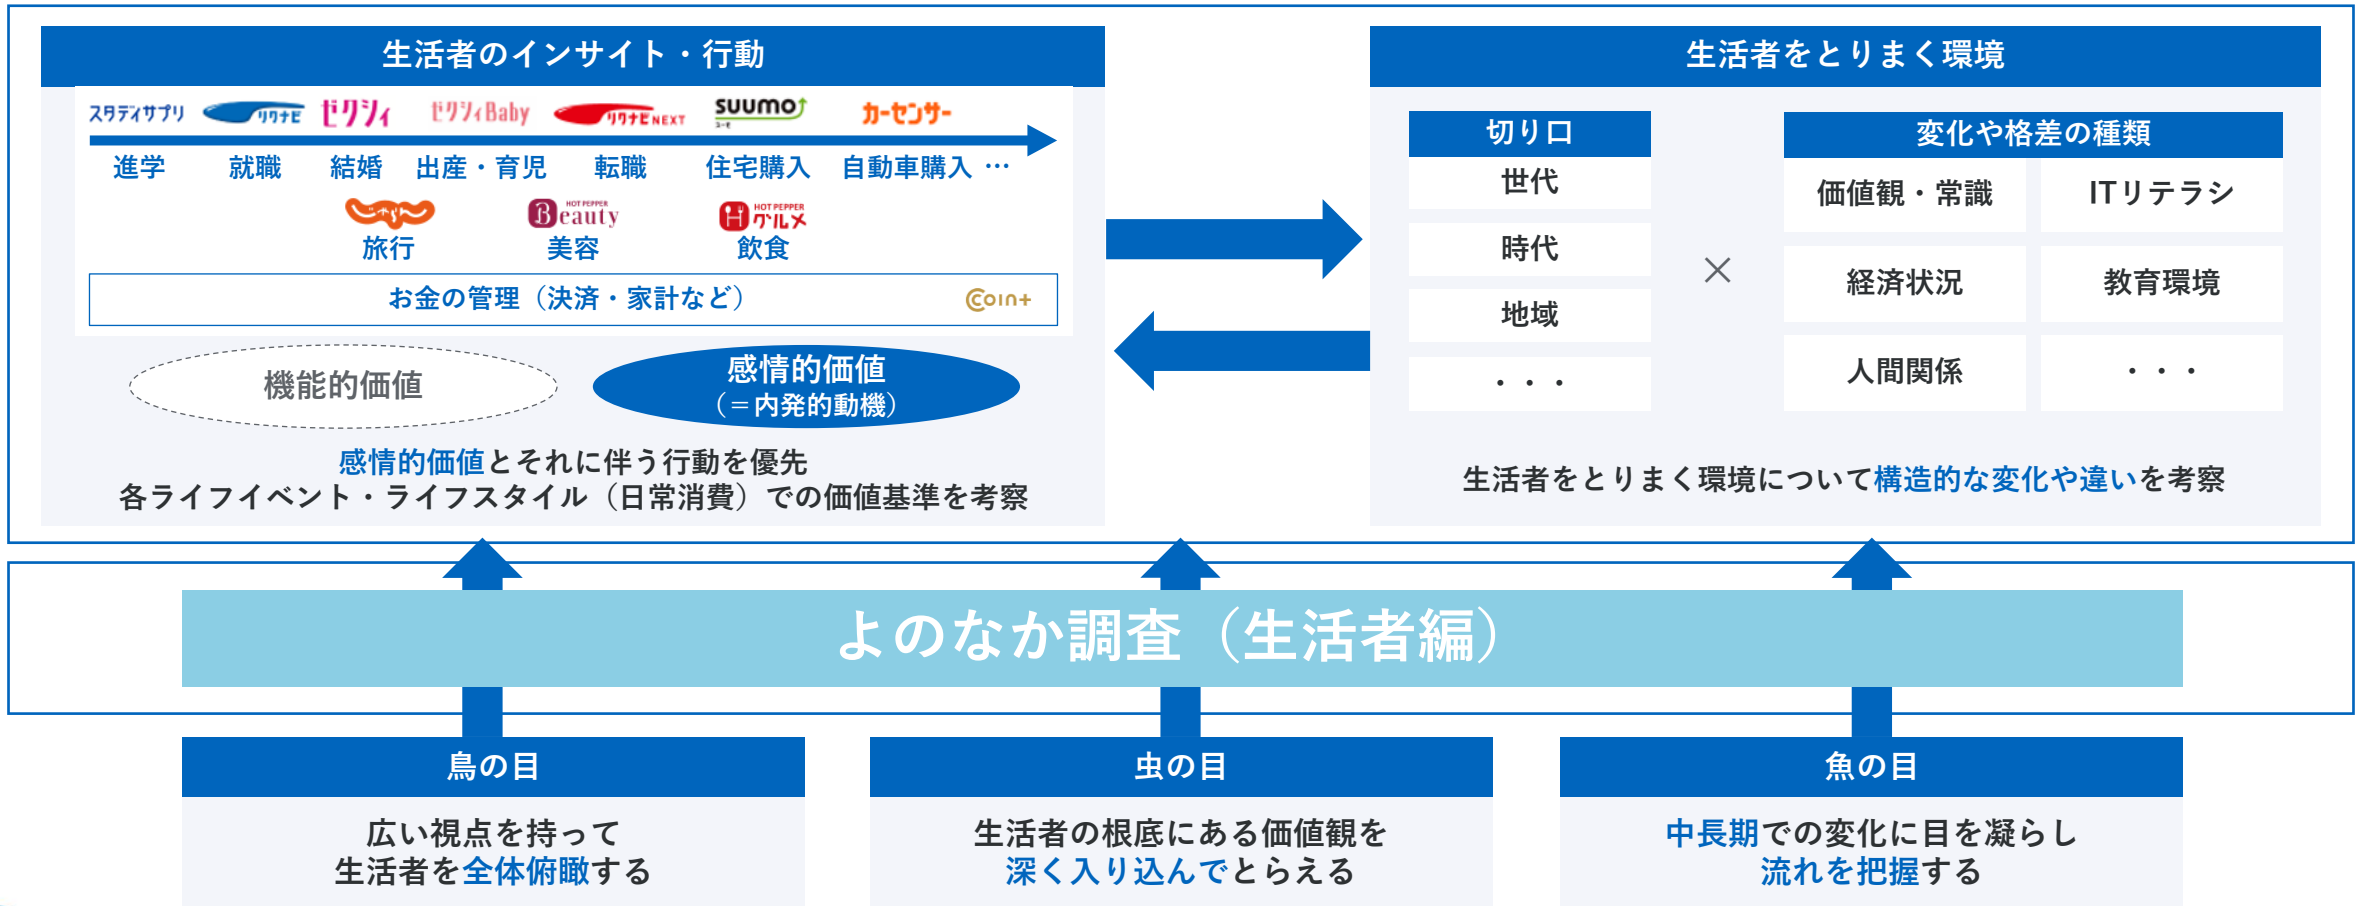 生活者のインサイト・行動
スタディサプリ リクナビ ゼクシィ ゼクシィBaby リクナビNEXT SUUMO カーセンサー
スーモ
進学 就職 結婚 出産・育児 転職 住宅購入 自動車購入 …
じゃらん HOT PEPPER Beauty HOT PEPPER グルメ
旅行 美容 飲食
お金の管理（決済・家計など） COIN+
機能的価値
感情的価値
（＝内発的動機）
感情的価値とそれに伴う行動を優先
各ライフイベント・ライフスタイル（日常消費）での価値基準を考察
生活者をとりまく環境
切り口
世代
時代
地域
・・・
×
変化や格差の種類
価値観・常識 ITリテラシ
経済状況 教育環境
人間関係 ・・・
生活者をとりまく環境について構造的な変化や違いを考察
よのなか調査（生活者編）
鳥の目
広い視点を持って
生活者を全体俯瞰する
虫の目
生活者の根底にある価値観を
深く入り込んでとらえる
魚の目
中長期での変化に目を凝らし
流れを把握する